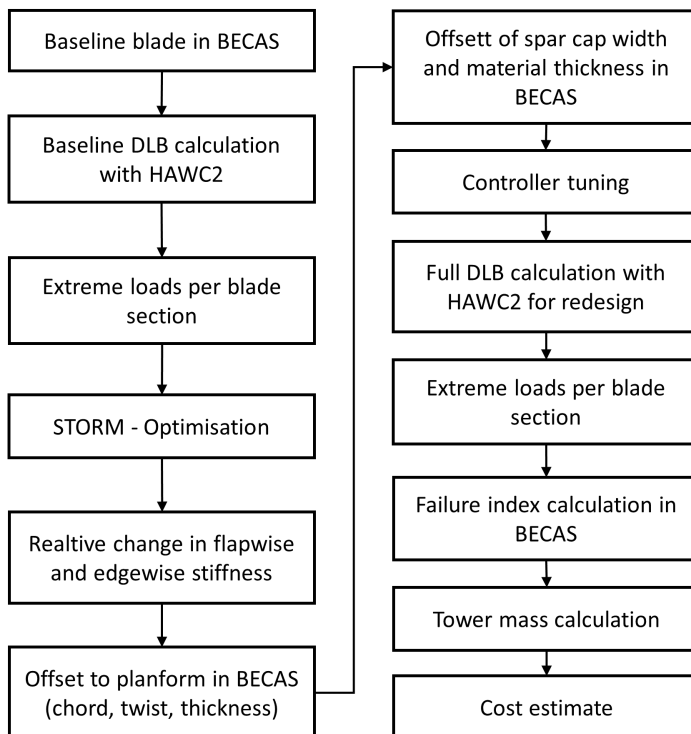 Baseline blade in BECAS
Baseline DLB calculation
with HAWC2
Extreme loads per blade
section
STORM - Optimisation
Realtive change in flapwise
and edgewise stiffness
Offset to planform in BECAS
(chord, twist, thickness)
Offsett of spar cap width
and material thickness in
BECAS
Controller tuning
Full DLB calculation with
HAWC2 for redesign
Extreme loads per blade
section
Failure index calculation in
BECAS
Tower mass calculation
Cost estimate